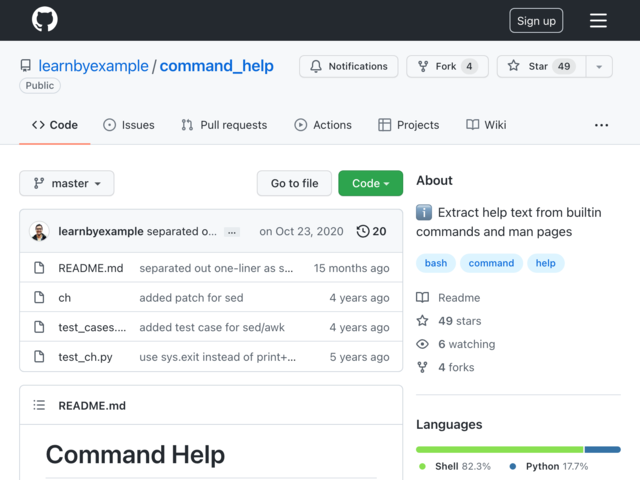 Sign up
learnbyexample / command_help
Public
Notifications
Fork 4
Star 49
Code
Issues
Pull requests
Actions
Projects
Wiki
master
Go to file
Code
learnbyexample separated o... ... on Oct 23, 2020 20
README.md separated out one-liner as s... 15 months ago
ch added patch for sed 4 years ago
test_cases.... added test case for sed/awk 4 years ago
test_ch.py use sys.exit instead of print+... 5 years ago
README.md
Command Help
About
Extract help text from builtin
commands and man pages
bash command help
Readme
49 stars
6 watching
4 forks
Languages
Shell 82.3% Python 17.7%